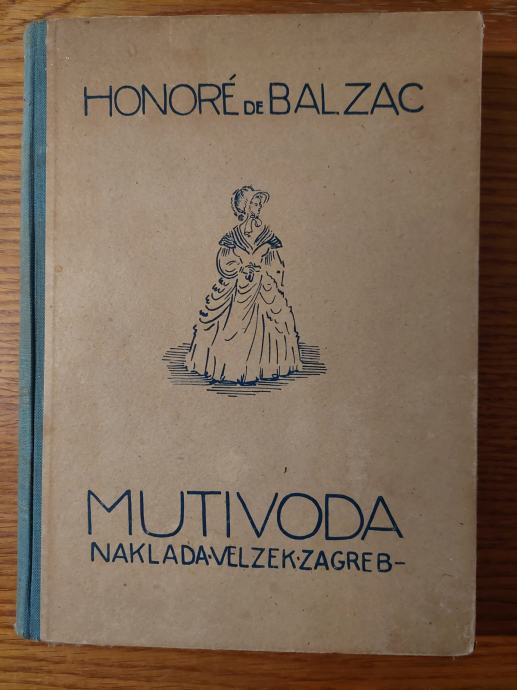 HONORÉ DE BALZAC
MUTIVODA
NAKLADA·VELZEK·ZAGREB–